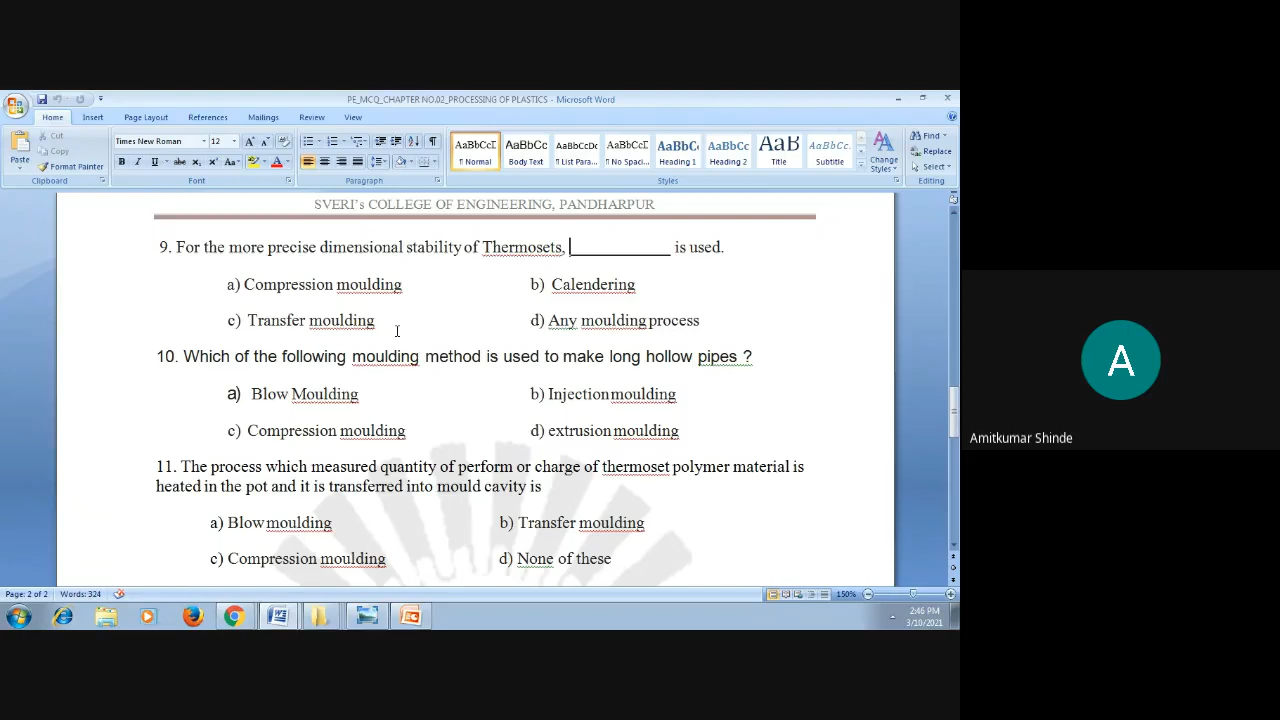 PE_MCQ_CHAPTER NO.02_PROCESSING OF PLASTICS - Microsoft Word
Home Insert Page Layout References Mailings Review View
Paste
Cut
Copy
Format Painter
Clipboard
Times New Roman 12
Font
Paragraph
AaBbCcI ¶ Normal
AaBbCc Body Text
AaBbCcDc ¶ List Para...
AaBbCcI ¶ No Spaci...
AaBbC Heading 1
AaBbCc Heading 2
AaB Title
AaBbCc. Subtitle
Change Styles
Styles
Find
Replace
Select
Editing
SVERI's COLLEGE OF ENGINEERING, PANDHARPUR
9. For the more precise dimensional stability of Thermosets, ____________ is used.
a) Compression moulding b) Calendering
c) Transfer moulding d) Any moulding process
10. Which of the following moulding method is used to make long hollow pipes ?
a) Blow Moulding b) Injection moulding
c) Compression moulding d) extrusion moulding
11. The process which measured quantity of perform or charge of thermoset polymer material is
heated in the pot and it is transferred into mould cavity is
a) Blow moulding b) Transfer moulding
c) Compression moulding d) None of these
Page: 2 of 2 Words: 324 150%
2:46 PM
3/10/2021
A
Amitkumar Shinde